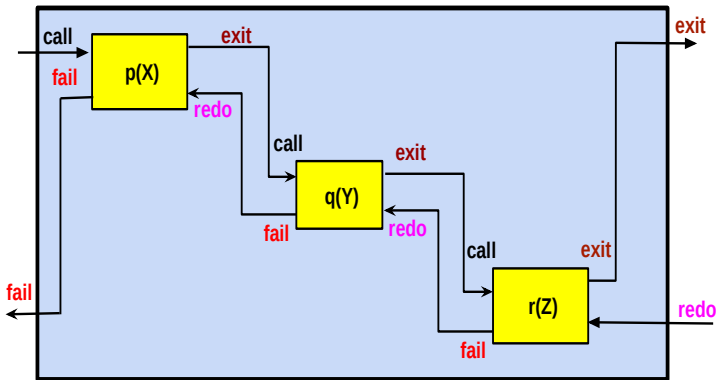 exit
call
exit
p(X)
fail
redo
call
exit
q(Y)
redo
fail
call
exit
fail
r(Z)
redo
fail